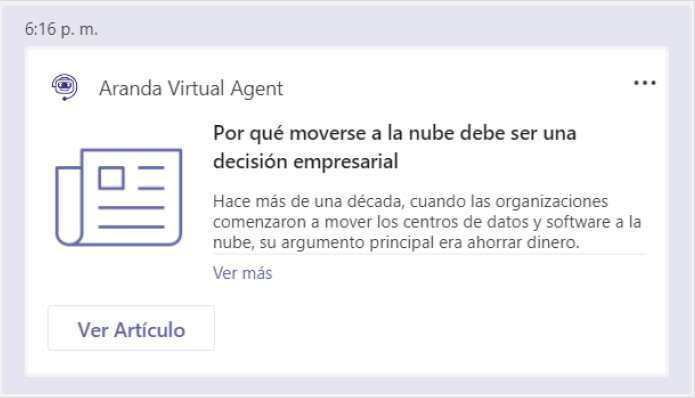 6:16 p. m.
Aranda Virtual Agent
Por qué moverse a la nube debe ser una
decisión empresarial
Hace más de una década, cuando las organizaciones
comenzaron a mover los centros de datos y software a la
nube, su argumento principal era ahorrar dinero.
Ver más
Ver Artículo